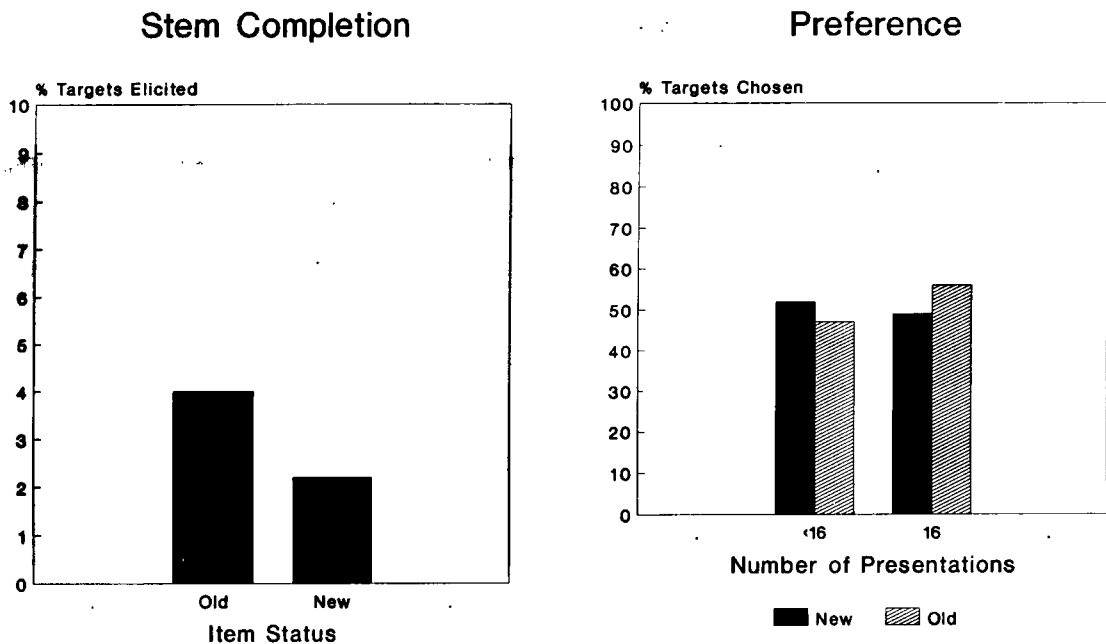 Stem Completion
% Targets Elicited
10
9
8
7
6
5
4
3
2
1
0
Old New
Item Status
Preference
% Targets Chosen
100
90
80
70
60
50
40
30
20
10
0
<16 16
Number of Presentations
New Old